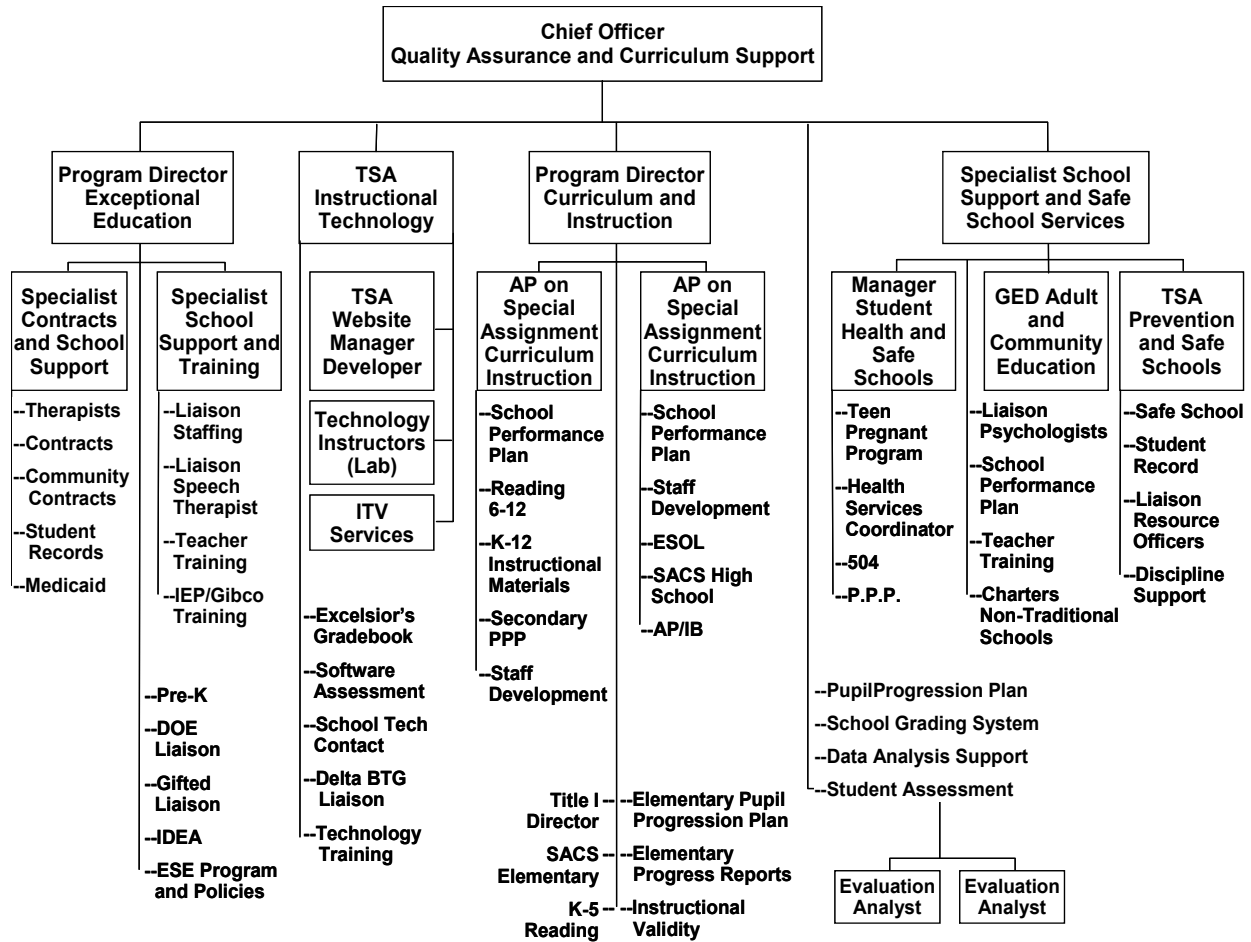 Chief Officer
Quality Assurance and Curriculum Support
Program Director
Exceptional
Education
TSA
Instructional
Technology
Program Director
Curriculum and
Instruction
Specialist School
Support and Safe
School Services
Specialist
Contracts
and School
Support
Specialist
School
Support and
Training
TSA
Website
Manager
Developer
Technology
Instructors
(Lab)
ITV
Services
AP on
Special
Assignment
Curriculum
Instruction
AP on
Special
Assignment
Curriculum
Instruction
Manager
Student
Health and
Safe
Schools
GED Adult
and
Community
Education
TSA
Prevention
and Safe
Schools
--Therapists
--Contracts
--Community
Contracts
--Student
Records
--Medicaid
--Liaison
Staffing
--Liaison
Speech
Therapist
--Teacher
Training
--IEP/Gibco
Training
--Pre-K
--DOE
Liaison
--Gifted
Liaison
--IDEA
--ESE Program
and Policies
--Excelsior's
Gradebook
--Software
Assessment
--School Tech
Contact
--Delta BTG
Liaison
--Technology
Training
--School
Performance
Plan
--Reading
6-12
--K-12
Instructional
Materials
--Secondary
PPP
--Staff
Development
--School
Performance
Plan
--Staff
Development
--ESOL
--SACS High
School
--AP/IB
Title I --
Director
SACS --
Elementary
K-5 --
Reading
--Elementary Pupil
Progression Plan
--Elementary
Progress Reports
--Instructional
Validity
--Teen
Pregnant
Program
--Health
Services
Coordinator
--504
--P.P.P.
--Liaison
Psychologists
--School
Performance
Plan
--Teacher
Training
--Charters
Non-Traditional
Schools
--Safe School
--Student
Record
--Liaison
Resource
Officers
--Discipline
Support
--PupilProgression Plan
--School Grading System
--Data Analysis Support
--Student Assessment
Evaluation
Analyst
Evaluation
Analyst